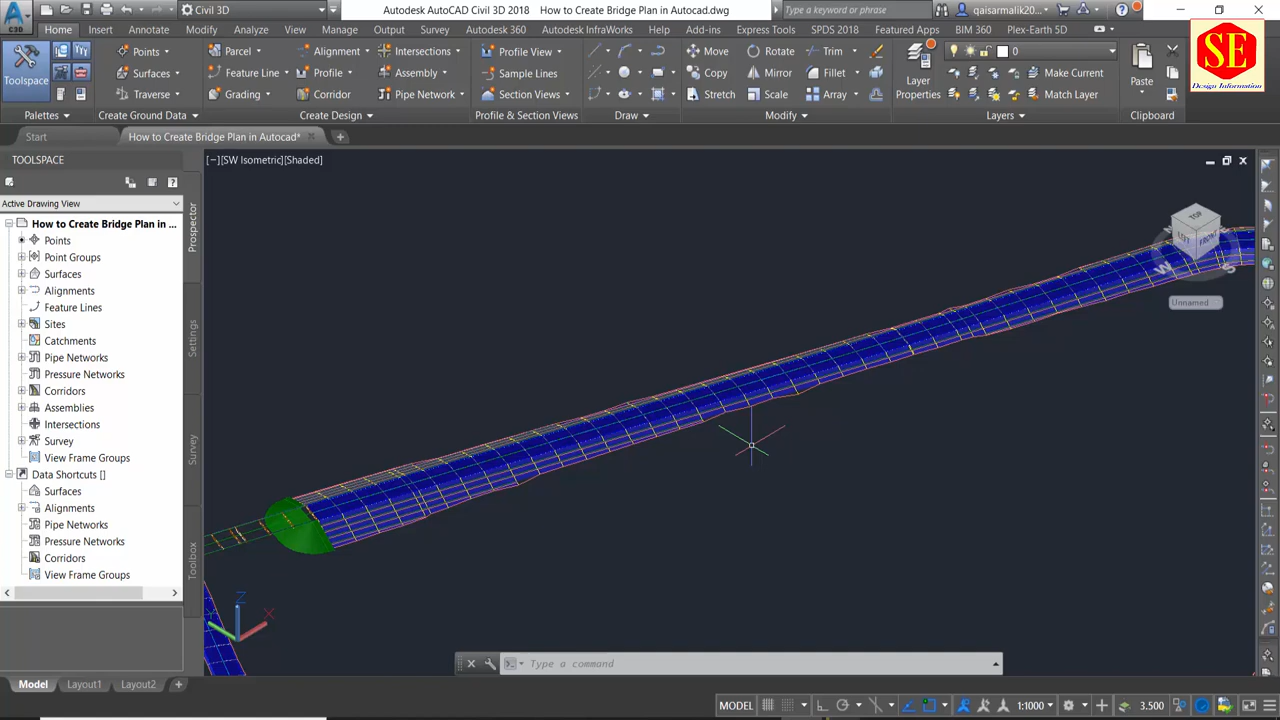 Civil 3D
Autodesk AutoCAD Civil 3D 2018 How to Create Bridge Plan in Autocad.dwg
Type a keyword or phrase
qaisarmalik20...
Home Insert Annotate Modify Analyze View Manage Output Survey Autodesk 360 Autodesk InfraWorks Help Add-ins Express Tools SPDS 2018 Featured Apps BIM 360 Plex-Earth 5D
SE
Design Information
Toolspace
Points
Surfaces
Traverse
Parcel
Feature Line
Grading
Alignment
Profile
Corridor
Intersections
Assembly
Pipe Network
Profile View
Sample Lines
Section Views
Move
Copy
Stretch
Rotate
Mirror
Scale
Trim
Fillet
Array
Layer
Properties
0
Make Current
Match Layer
Paste
Palettes
Create Ground Data
Create Design
Profile & Section Views
Draw
Modify
Layers
Clipboard
Start
How to Create Bridge Plan in Autocad*
TOOLSPACE
Active Drawing View
How to Create Bridge Plan in ...
Points
Point Groups
Surfaces
Alignments
Feature Lines
Sites
Catchments
Pipe Networks
Pressure Networks
Corridors
Assemblies
Intersections
Survey
View Frame Groups
Data Shortcuts []
Surfaces
Alignments
Pipe Networks
Pressure Networks
Corridors
View Frame Groups
Prospector
Settings
Survey
Toolbox
[−][SW Isometric][Shaded]
TOP
LEFT
FRONT
W
S
Unnamed
Z
X
Type a command
Model
Layout1
Layout2
MODEL
1:1000
3.500